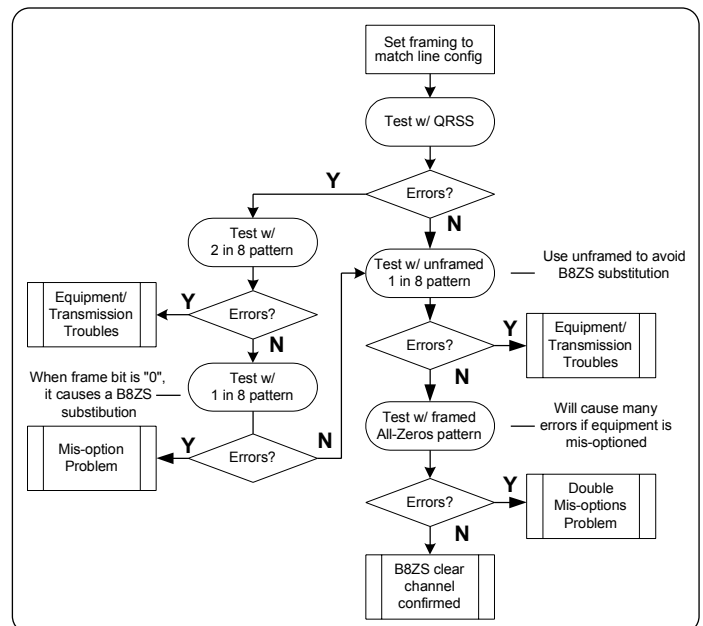 Set framing to
match line config
Test w/ QRSS
Errors?
Y
N
Test w/
2 in 8 pattern
Test w/ unframed
1 in 8 pattern
Use unframed to avoid
B8ZS substitution
Equipment/
Transmission
Troubles
Y
Errors?
N
Errors?
Y
N
Equipment/
Transmission
Troubles
When frame bit is "0",
it causes a B8ZS
substibution
Test w/
1 in 8 pattern
Test w/ framed
All-Zeros pattern
Will cause many
errors if equipment is
mis-optioned
Mis-option
Problem
Y
Errors?
N
Errors?
Y
N
Double
Mis-options
Problem
B8ZS clear
channel
confirmed